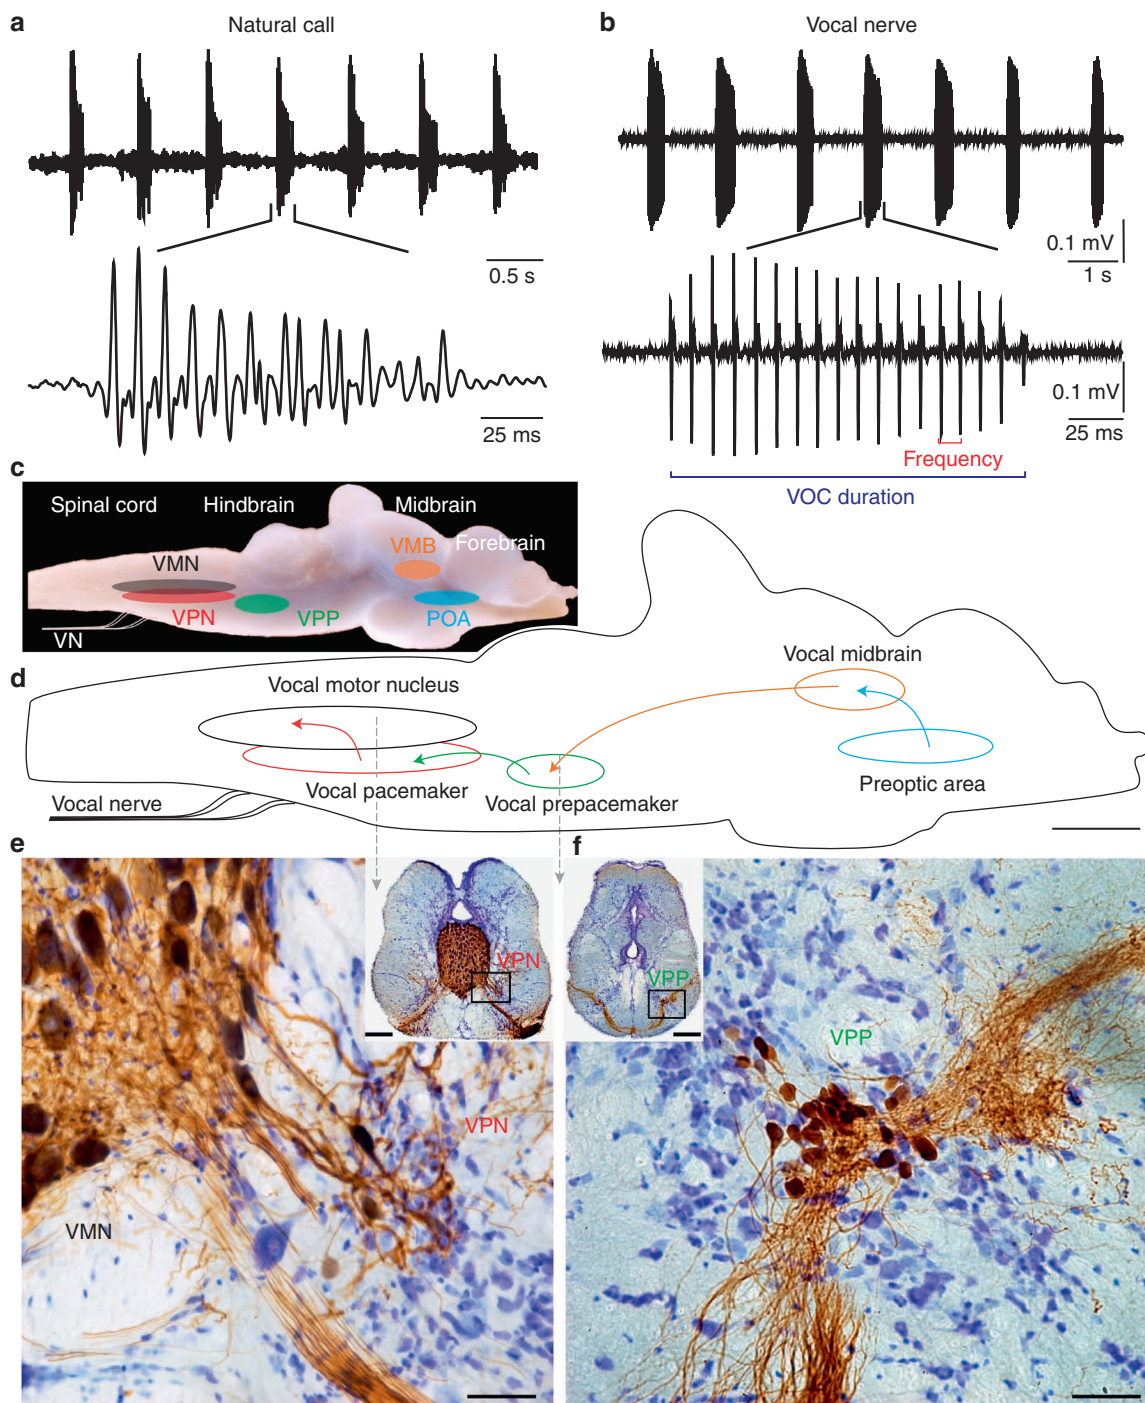 a
Natural call
0.5 s
25 ms
b
Vocal nerve
0.1 mV
1 s
0.1 mV
25 ms
Frequency
VOC duration
c
Spinal cord
Hindbrain
Midbrain
Forebrain
VMB
VMN
VPN
VPP
POA
VN
d
Vocal midbrain
Vocal motor nucleus
Vocal pacemaker
Vocal prepacemaker
Preoptic area
Vocal nerve
e
VPN
VPN
VMN
f
VPP
VPP